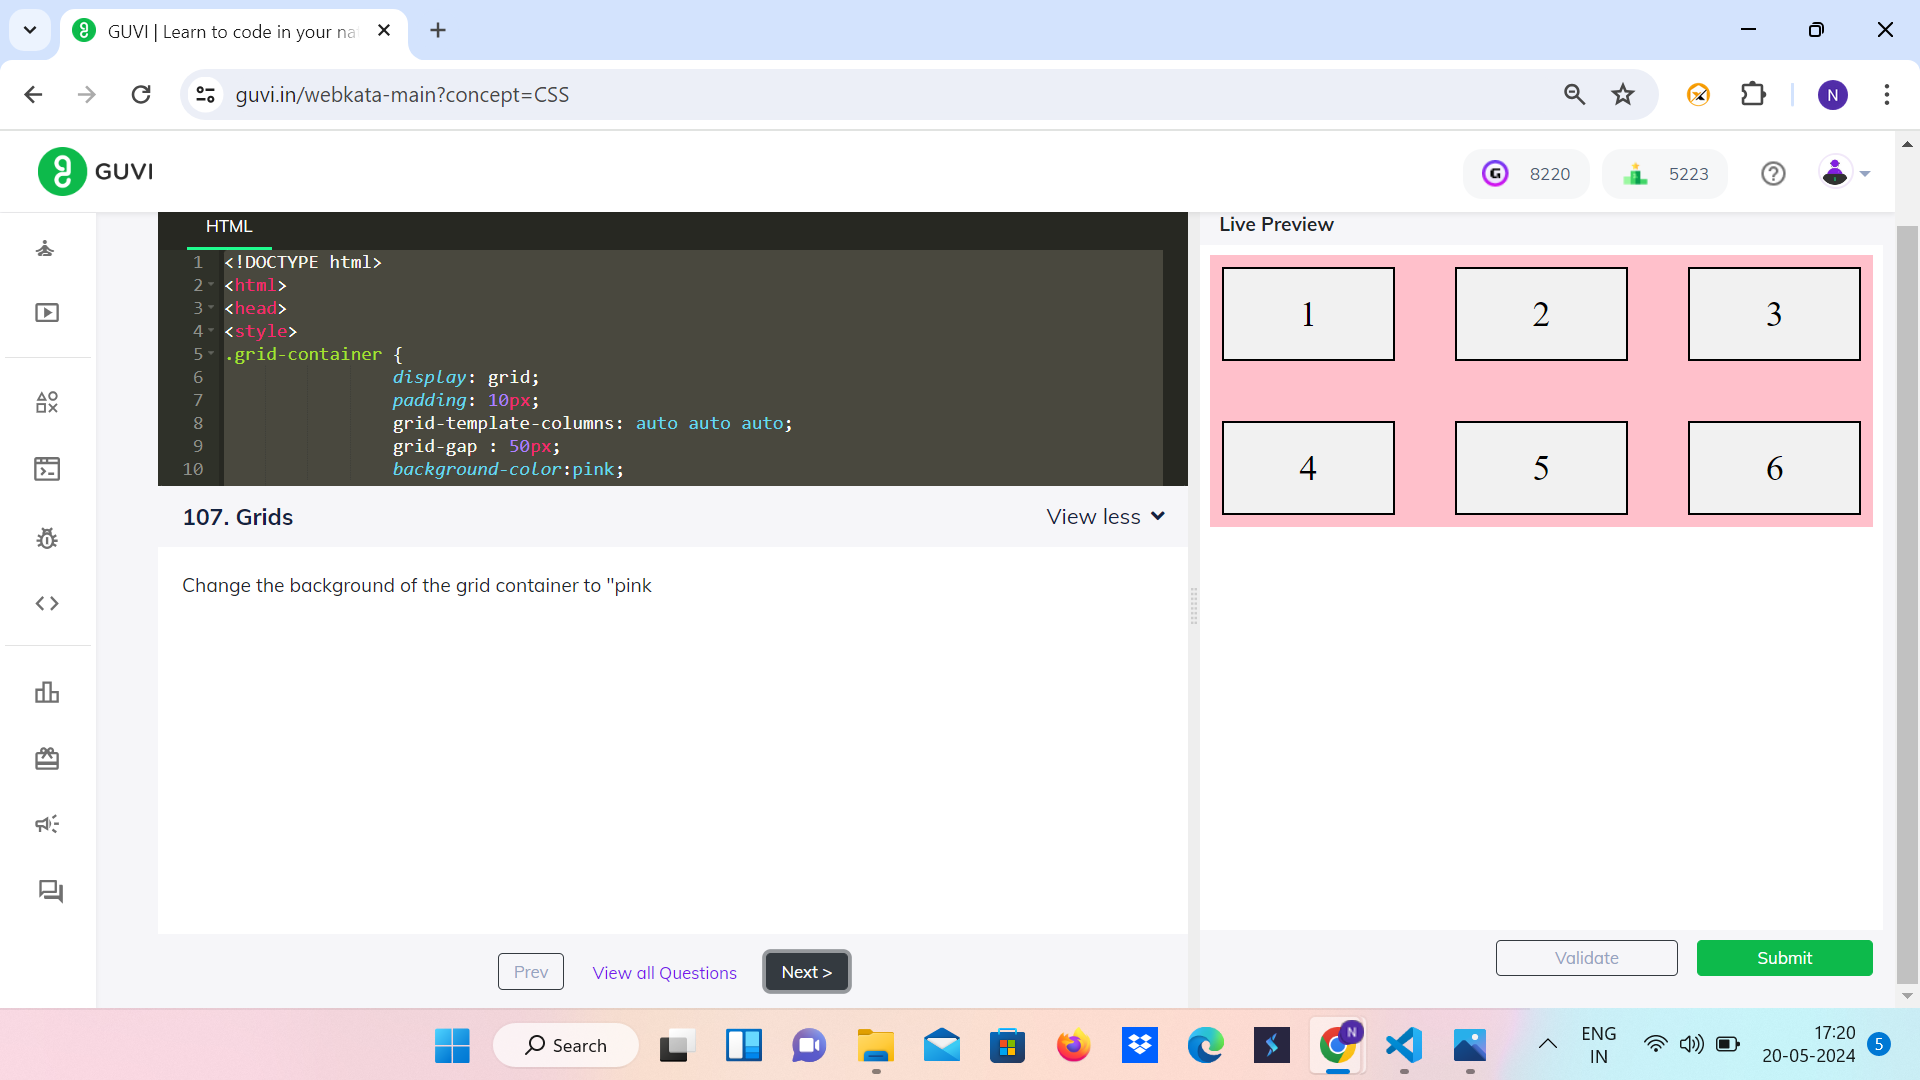 GUVI | Learn to code in your na
guvi.in/webkata-main?concept=CSS
N
GUVI
G
8220
5223
HTML
1 <!DOCTYPE html>
2 <html>
3 <head>
4 <style>
5 .grid-container {
6 display: grid;
7 padding: 10px;
8 grid-template-columns: auto auto auto;
9 grid-gap : 50px;
10 background-color:pink;
107. Grids
View less
Change the background of the grid container to "pink
Prev
View all Questions
Next >
Live Preview
1 2 3
4 5 6
Validate
Submit
Search
N
ENG
IN
17:20
20-05-2024
5